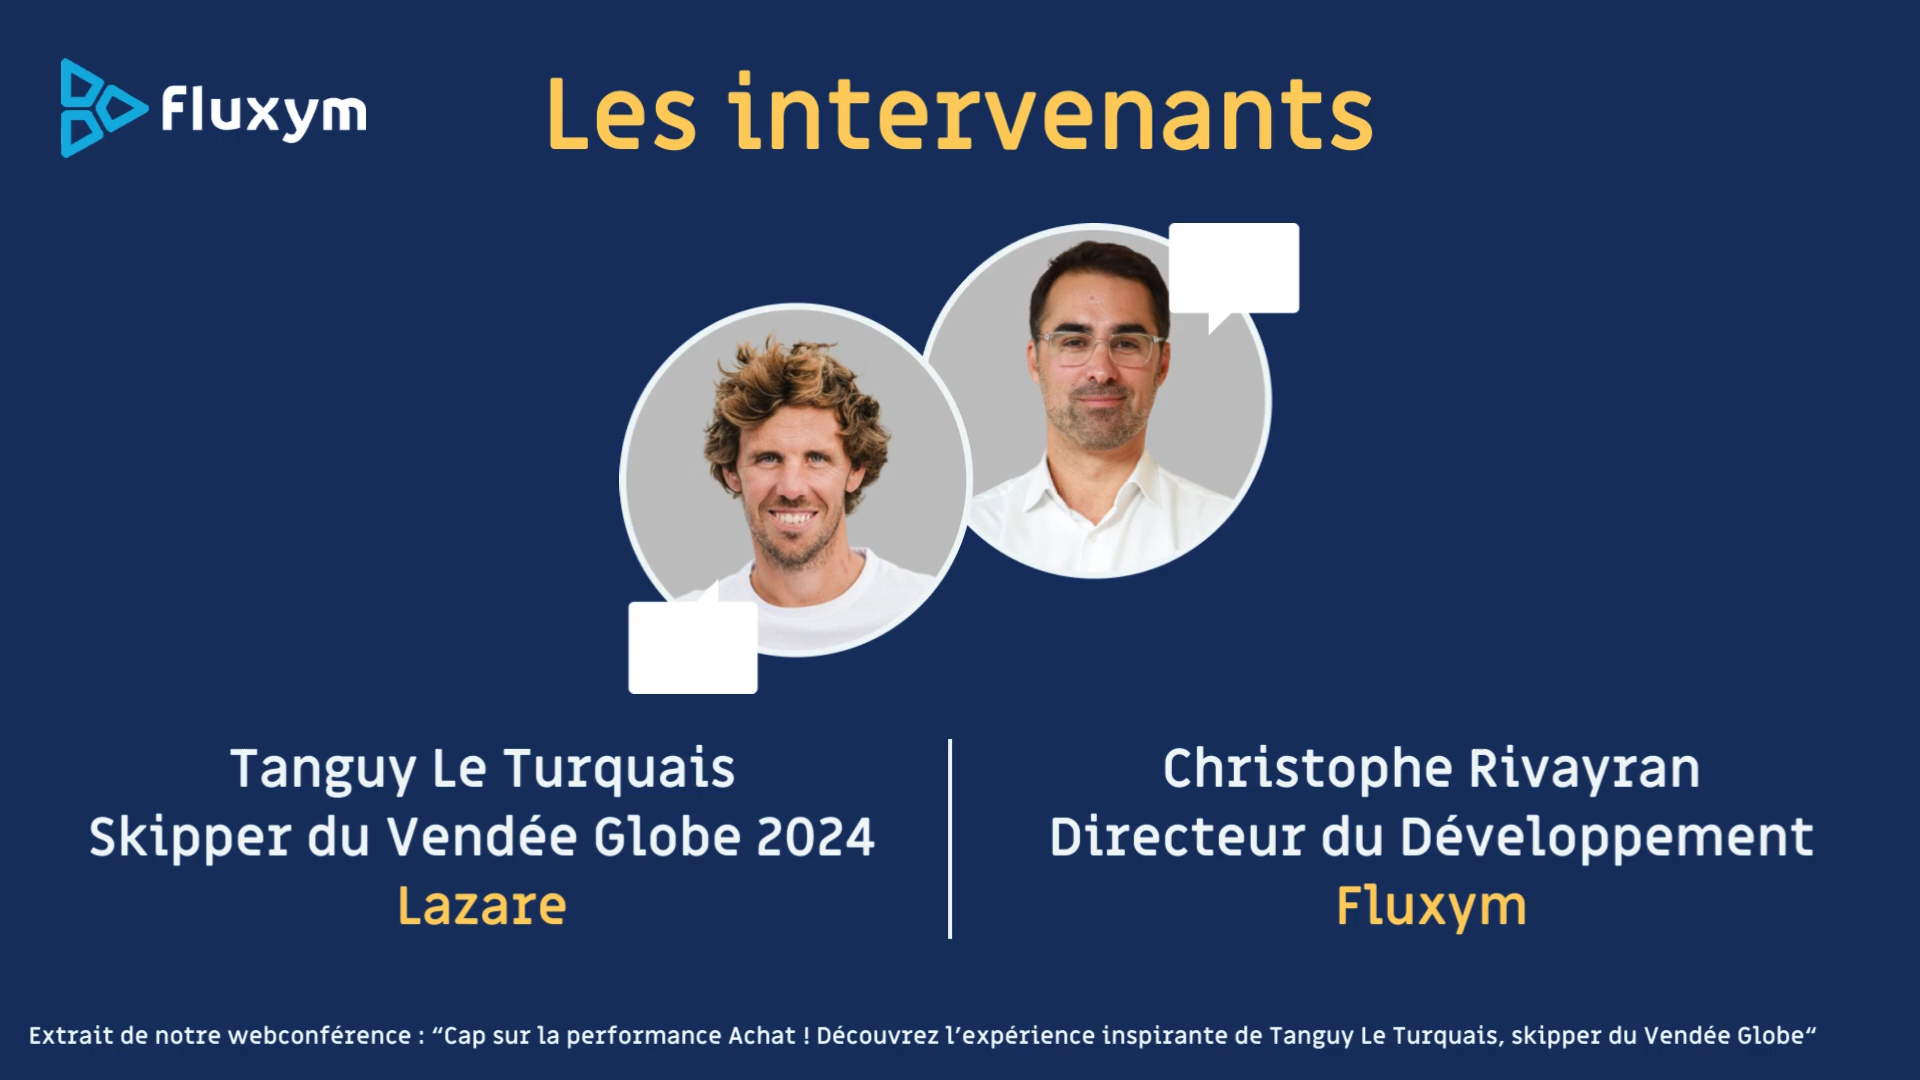 fluxym
Les intervenants
Tanguy Le Turquais
Skipper du Vendée Globe 2024
Lazare
Christophe Rivayran
Directeur du Développement
Fluxym
Extrait de notre webconférence : “Cap sur la performance Achat ! Découvrez l’expérience inspirante de Tanguy Le Turquais, skipper du Vendée Globe“